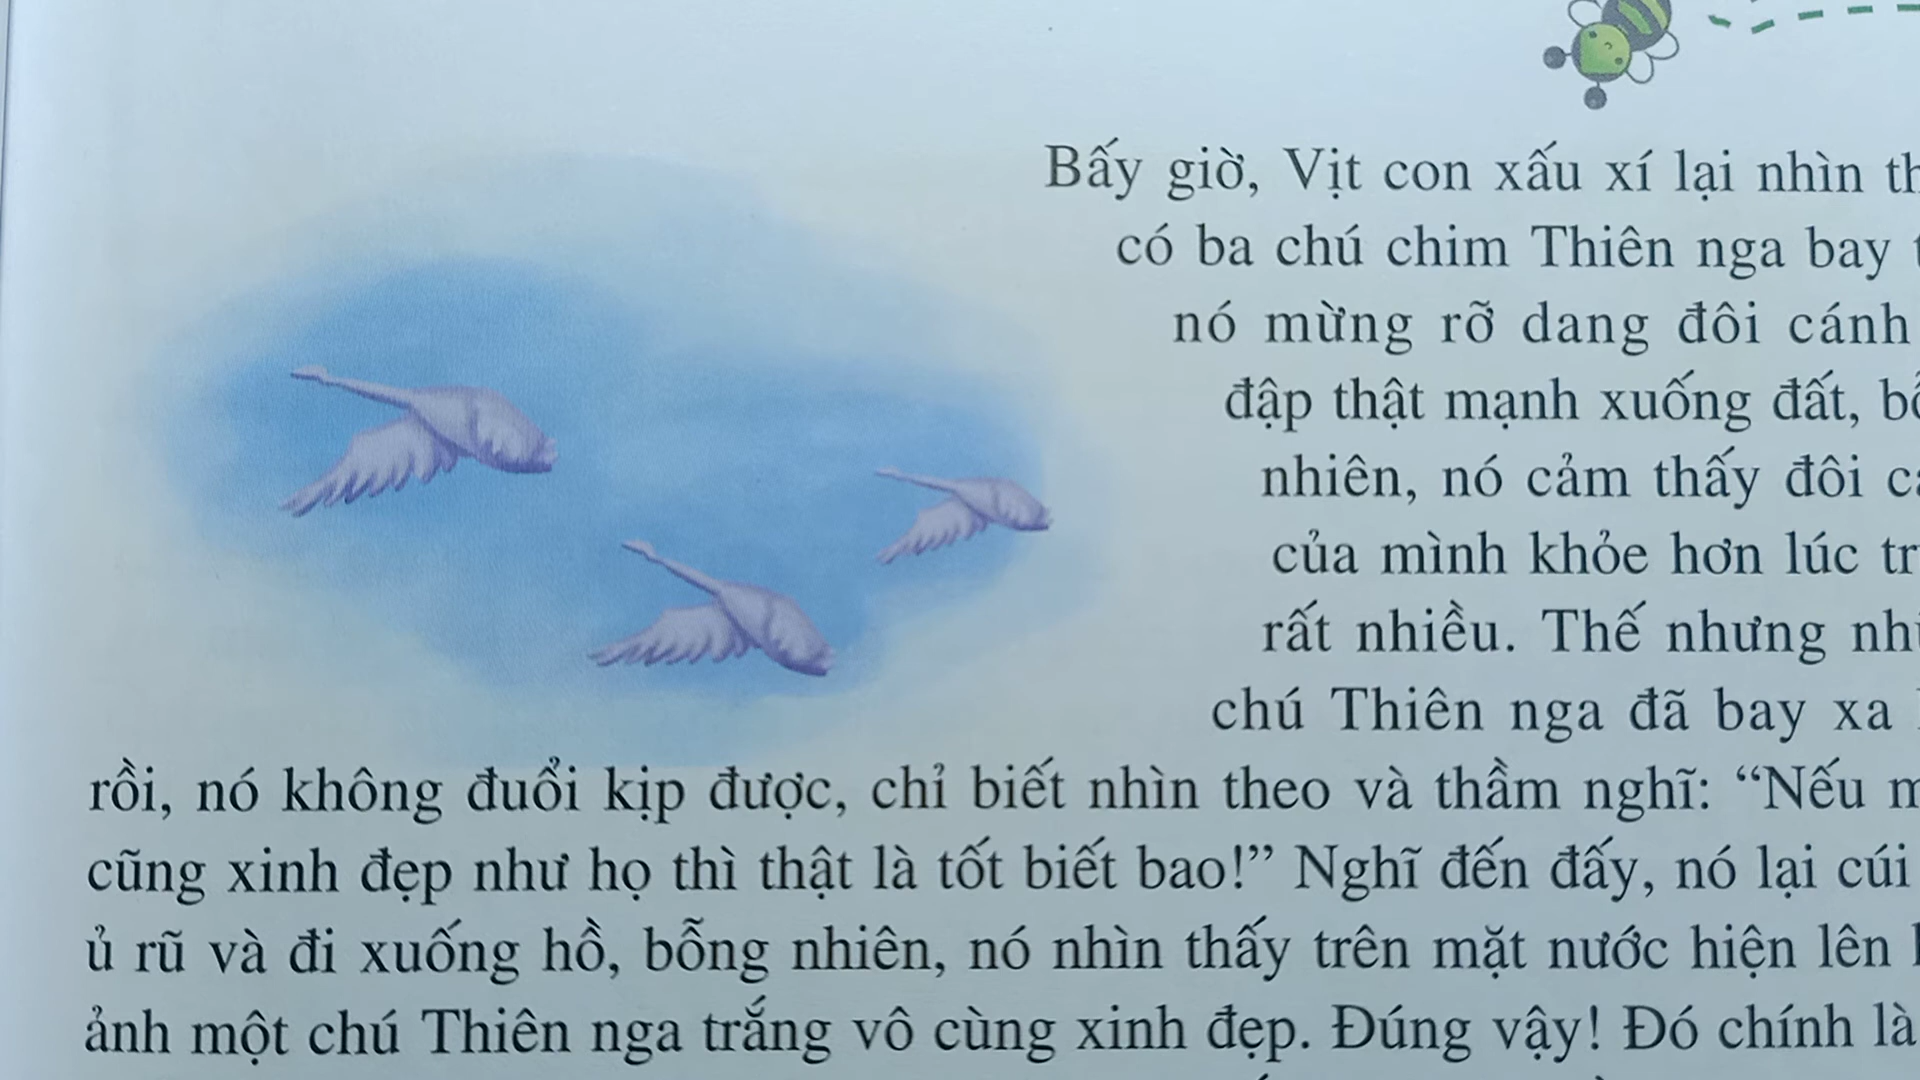 Bấy giờ, Vịt con xấu xí lại nhìn
có ba chú chim Thiên nga bay
nó mừng rỡ dang đôi cánh
đập thật mạnh xuống đất,
nhiên, nó cảm thấy đôi
của mình khỏe hơn lúc
rất nhiều. Thế nhưng
chú Thiên nga đã bay xa
rồi, nó không đuổi kịp được, chỉ biết nhìn theo và thầm nghĩ: “Nếu
cũng xinh đẹp như họ thì thật là tốt biết bao!” Nghĩ đến đấy, nó lại cúi
ủ rũ và đi xuống hồ, bỗng nhiên, nó nhìn thấy trên mặt nước hiện lên
ảnh một chú Thiên nga trắng vô cùng xinh đẹp. Đúng vậy! Đó chính là